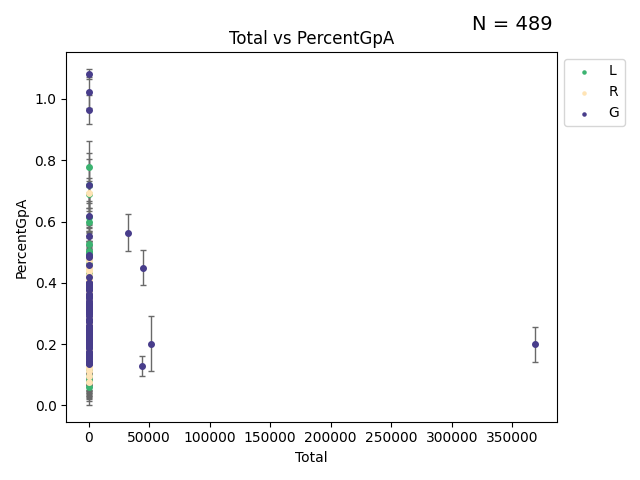 N = 489
Total vs PercentGpA
L
R
G
PercentGpA
1.0
0.8
0.6
0.4
0.2
0.0
0 50000 100000 150000 200000 250000 300000 350000
Total